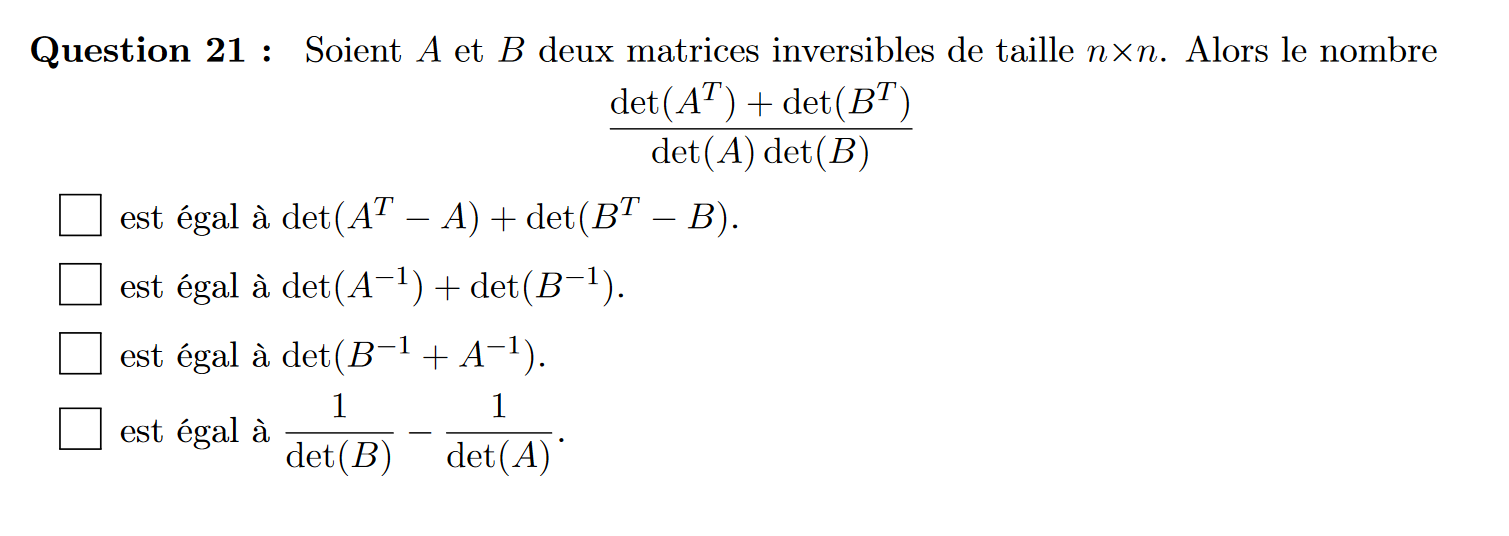 Question 21 : Soient A et B deux matrices inversibles de taille n×n. Alors le nombre
\frac{\det(A^T) + \det(B^T)}{\det(A) \det(B)}
est égal à det(A^T − A) + det(B^T − B).
est égal à det(A^{−1}) + det(B^{−1}).
est égal à det(B^{−1} + A^{−1}).
est égal à \frac{1}{\det(B)} − \frac{1}{\det(A)}.